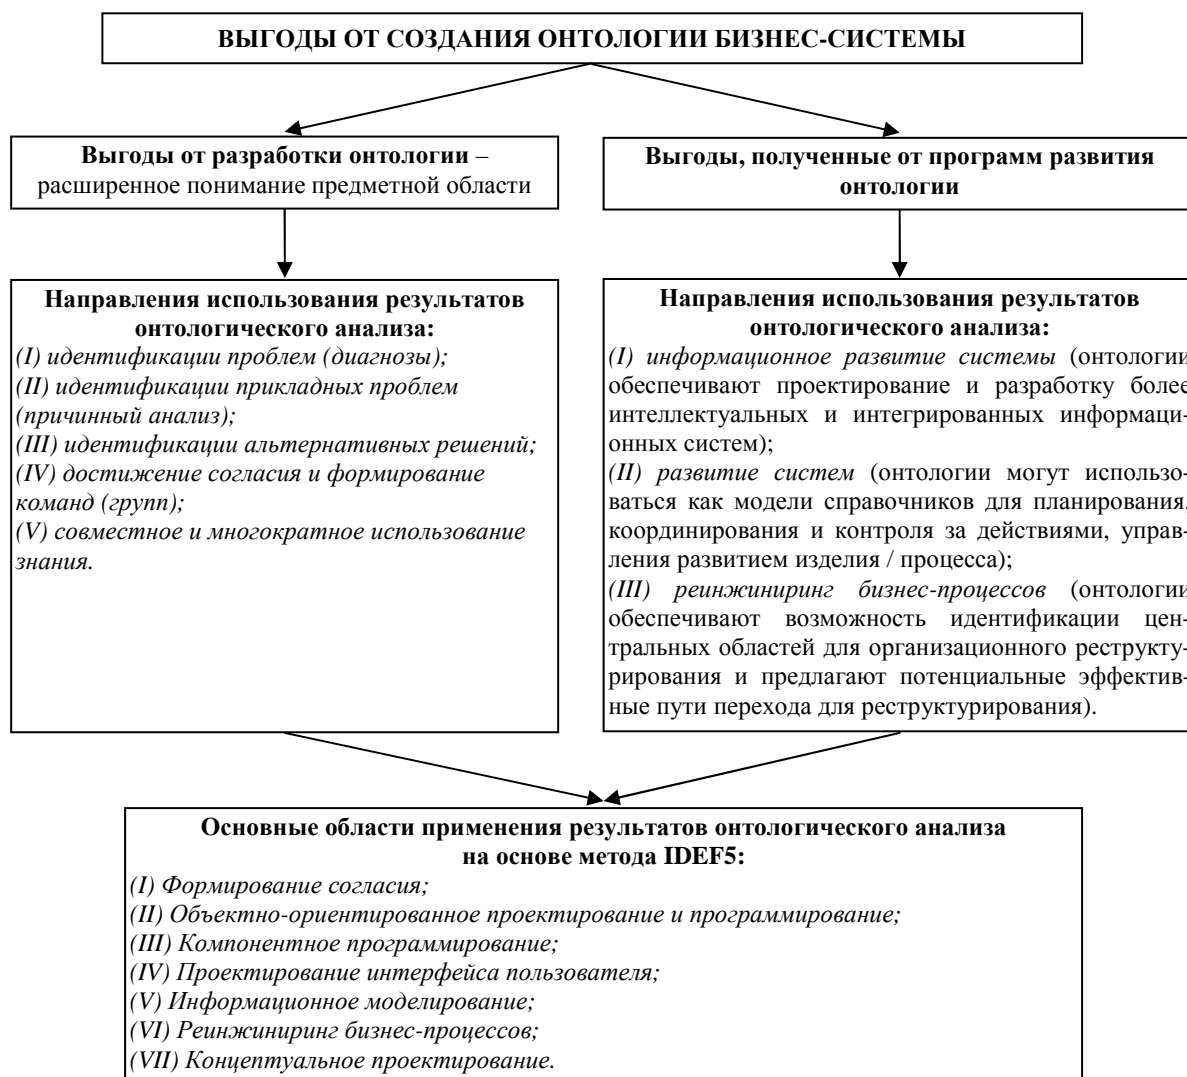 ВЫГОДЫ ОТ СОЗДАНИЯ ОНТОЛОГИИ БИЗНЕС-СИСТЕМЫ
Выгоды от разработки онтологии –
расширенное понимание предметной области
Выгоды, полученные от программ развития
онтологии
Направления использования результатов
онтологического анализа:
(I) идентификации проблем (диагнозы);
(II) идентификации прикладных проблем
(причинный анализ);
(III) идентификации альтернативных решений;
(IV) достижение согласия и формирование
команд (групп);
(V) совместное и многократное использование
знания.
Направления использования результатов
онтологического анализа:
(I) информационное развитие системы (онтологии
обеспечивают проектирование и разработку более
интеллектуальных и интегрированных информаци-
онных систем);
(II) развитие систем (онтологии могут использо-
ваться как модели справочников для планирования,
координирования и контроля за действиями, управ-
ления развитием изделия / процесса);
(III) реинжиниринг бизнес-процессов (онтологии
обеспечивают возможность идентификации цен-
тральных областей для организационного реструкту-
рирования и предлагают потенциальные эффектив-
ные пути перехода для реструктурирования).
Основные области применения результатов онтологического анализа
на основе метода IDEF5:
(I) Формирование согласия;
(II) Объектно-ориентированное проектирование и программирование;
(III) Компонентное программирование;
(IV) Проектирование интерфейса пользователя;
(V) Информационное моделирование;
(VI) Реинжиниринг бизнес-процессов;
(VII) Концептуальное проектирование.